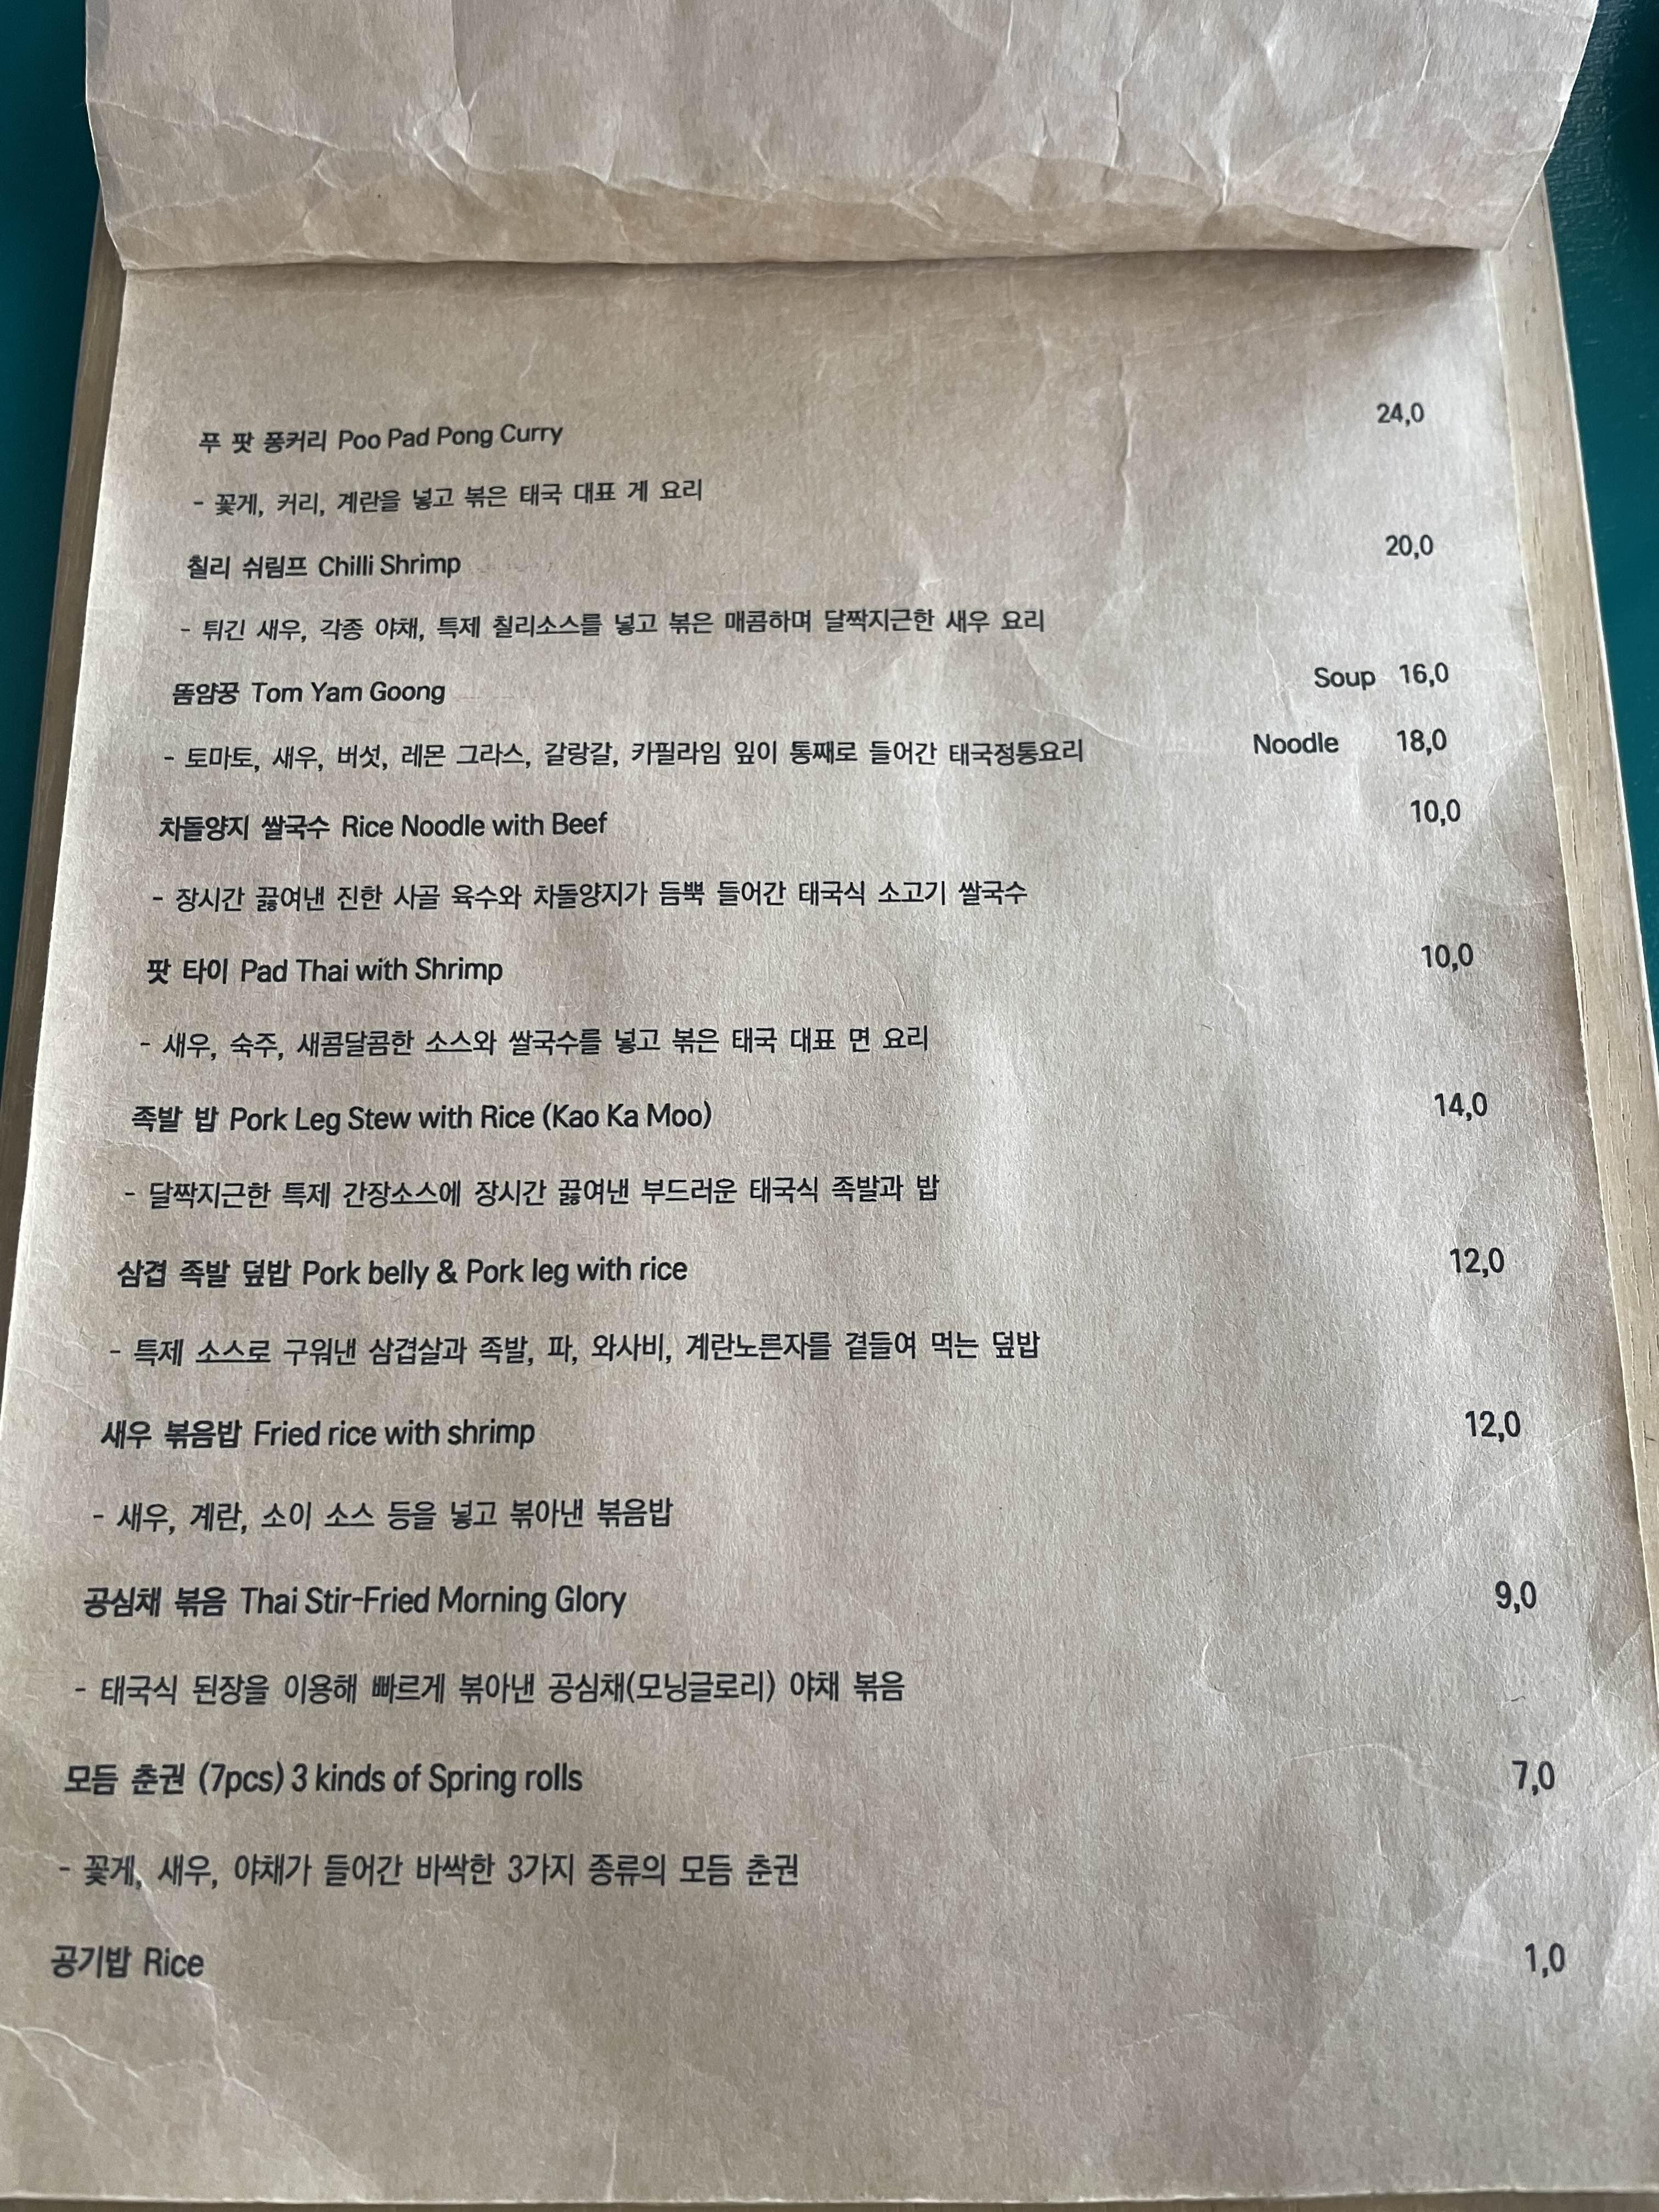 푸 팟 퐁커리 Poo Pad Pong Curry 24,0
- 꽃게, 커리, 계란을 넣고 볶은 태국 대표 게 요리
칠리 쉬림프 Chilli Shrimp 20,0
- 튀긴 새우, 각종 야채, 특제 칠리소스를 넣고 볶은 매콤하며 달짝지근한 새우 요리
똠얌꿍 Tom Yam Goong Soup 16,0
- 토마토, 새우, 버섯, 레몬 그라스, 갈랑갈, 카필라임 잎이 통째로 들어간 태국정통요리 Noodle 18,0
차돌양지 쌀국수 Rice Noodle with Beef 10,0
- 장시간 끓여낸 진한 사골 육수와 차돌양지가 듬뿍 들어간 태국식 소고기 쌀국수
팟 타이 Pad Thai with Shrimp 10,0
- 새우, 숙주, 새콤달콤한 소스와 쌀국수를 넣고 볶은 태국 대표 면 요리
족발 밥 Pork Leg Stew with Rice (Kao Ka Moo) 14,0
- 달짝지근한 특제 간장소스에 장시간 끓여낸 부드러운 태국식 족발과 밥
삼겹 족발 덮밥 Pork belly & Pork leg with rice 12,0
- 특제 소스로 구워낸 삼겹살과 족발, 파, 와사비, 계란노른자를 곁들여 먹는 덮밥
새우 볶음밥 Fried rice with shrimp 12,0
- 새우, 계란, 소이 소스 등을 넣고 볶아낸 볶음밥
공심채 볶음 Thai Stir-Fried Morning Glory 9,0
- 태국식 된장을 이용해 빠르게 볶아낸 공심채(모닝글로리) 야채 볶음
모듬 춘권 (7pcs) 3 kinds of Spring rolls 7,0
- 꽃게, 새우, 야채가 들어간 바싹한 3가지 종류의 모듬 춘권
공기밥 Rice 1,0